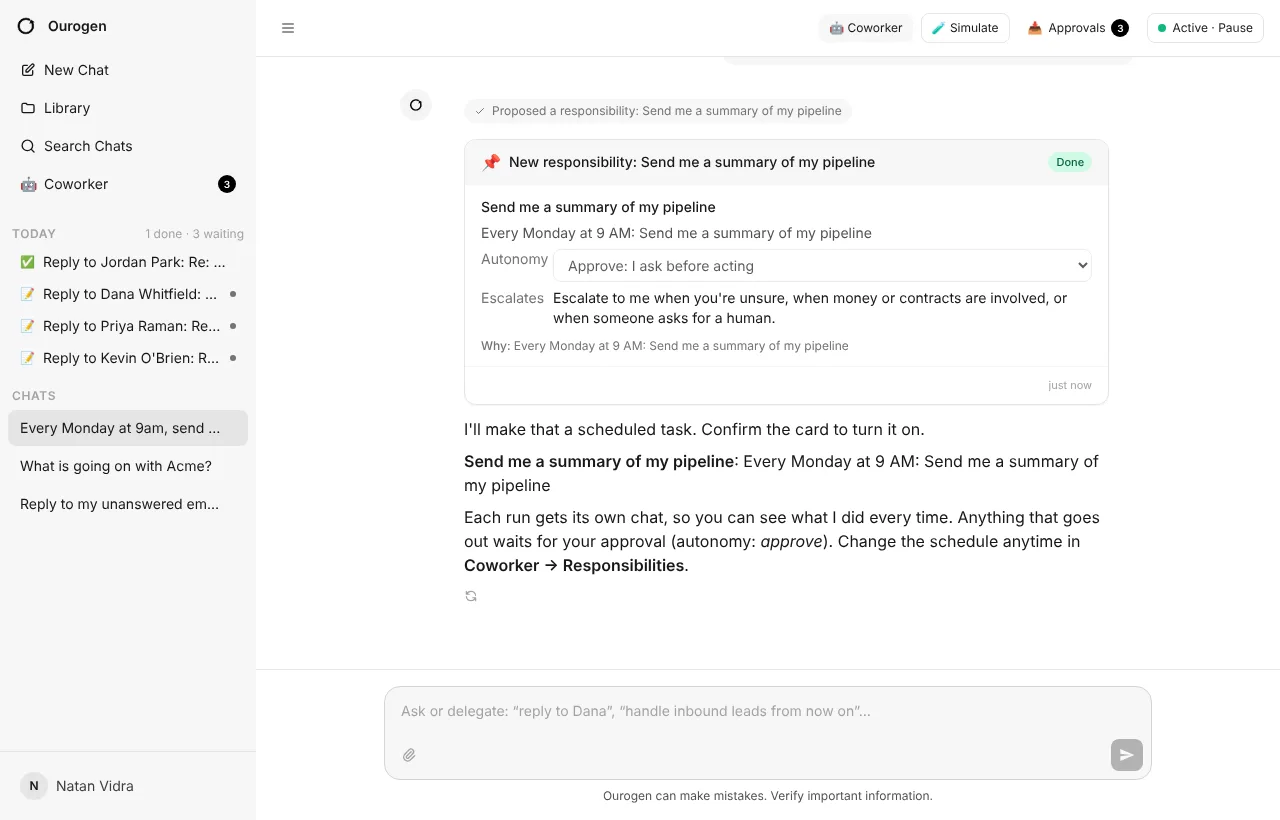 Ourogen
New Chat
Library
Search Chats
Coworker 3
TODAY 1 done · 3 waiting
Reply to Jordan Park: Re: ...
Reply to Dana Whitfield: ...
Reply to Priya Raman: Re...
Reply to Kevin O'Brien: R...
CHATS
Every Monday at 9am, send ...
What is going on with Acme?
Reply to my unanswered em...
N Natan Vidra
Coworker Simulate Approvals 3 Active · Pause
Proposed a responsibility: Send me a summary of my pipeline
New responsibility: Send me a summary of my pipeline Done
Send me a summary of my pipeline
Every Monday at 9 AM: Send me a summary of my pipeline
Autonomy Approve: I ask before acting
Escalates Escalate to me when you're unsure, when money or contracts are involved, or
when someone asks for a human.
Why: Every Monday at 9 AM: Send me a summary of my pipeline
just now
I'll make that a scheduled task. Confirm the card to turn it on.
Send me a summary of my pipeline: Every Monday at 9 AM: Send me a summary of
my pipeline
Each run gets its own chat, so you can see what I did every time. Anything that goes
out waits for your approval (autonomy: approve). Change the schedule anytime in
Coworker → Responsibilities.
Ask or delegate: “reply to Dana”, “handle inbound leads from now on”...
Ourogen can make mistakes. Verify important information.